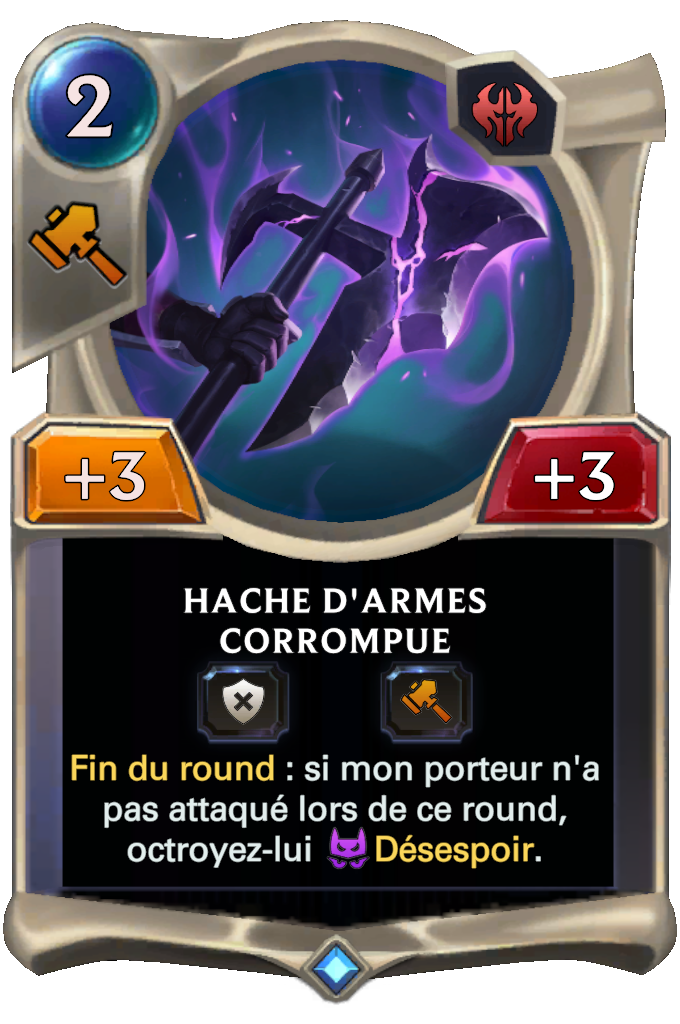 2
+3
+3
HACHE D'ARMES
CORROMPUE
Fin du round : si mon porteur n'a
pas attaqué lors de ce round,
octroyez-lui Désespoir.